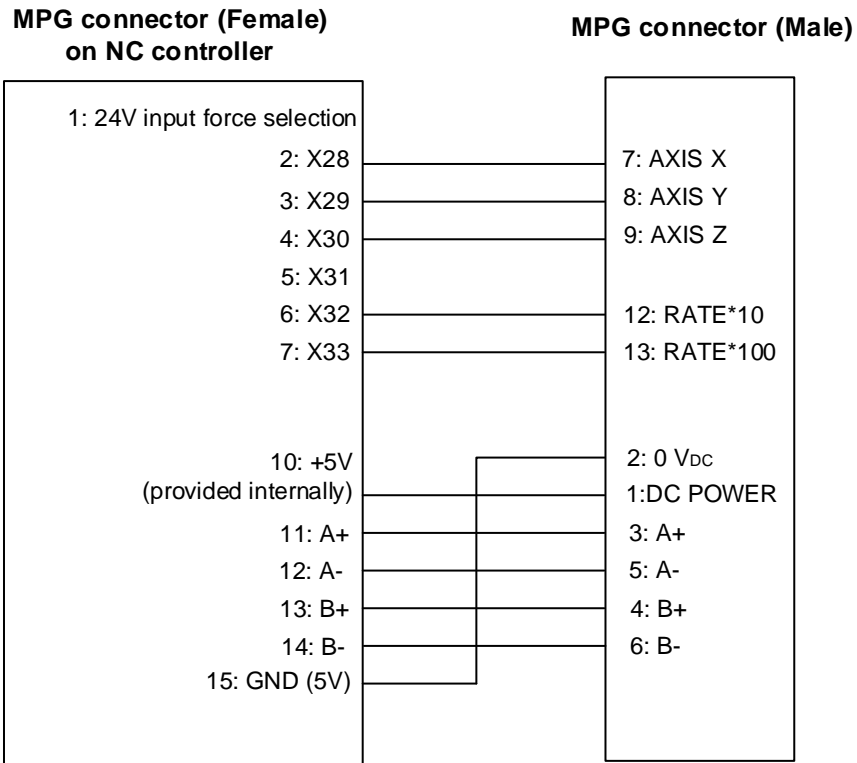 MPG connector (Female)
on NC controller
MPG connector (Male)
1: 24V input force selection
2: X28
3: X29
4: X30
5: X31
6: X32
7: X33
10: +5V
(provided internally)
11: A+
12: A-
13: B+
14: B-
15: GND (5V)
7: AXIS X
8: AXIS Y
9: AXIS Z
12: RATE*10
13: RATE*100
2: 0 VDC
1:DC POWER
3: A+
5: A-
4: B+
6: B-